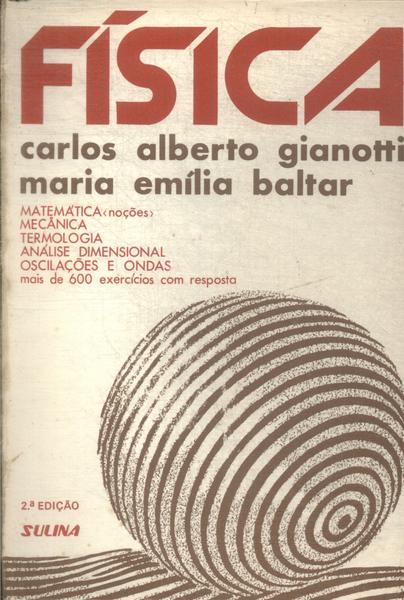 FÍSICA
carlos alberto gianotti
maria emília baltar
MATEMÁTICA <noções>
MECÂNICA
TERMOLOGIA
ANÁLISE DIMENSIONAL
OSCILAÇÕES E ONDAS
mais de 600 exercícios com resposta
2.ª EDIÇÃO
SULINA